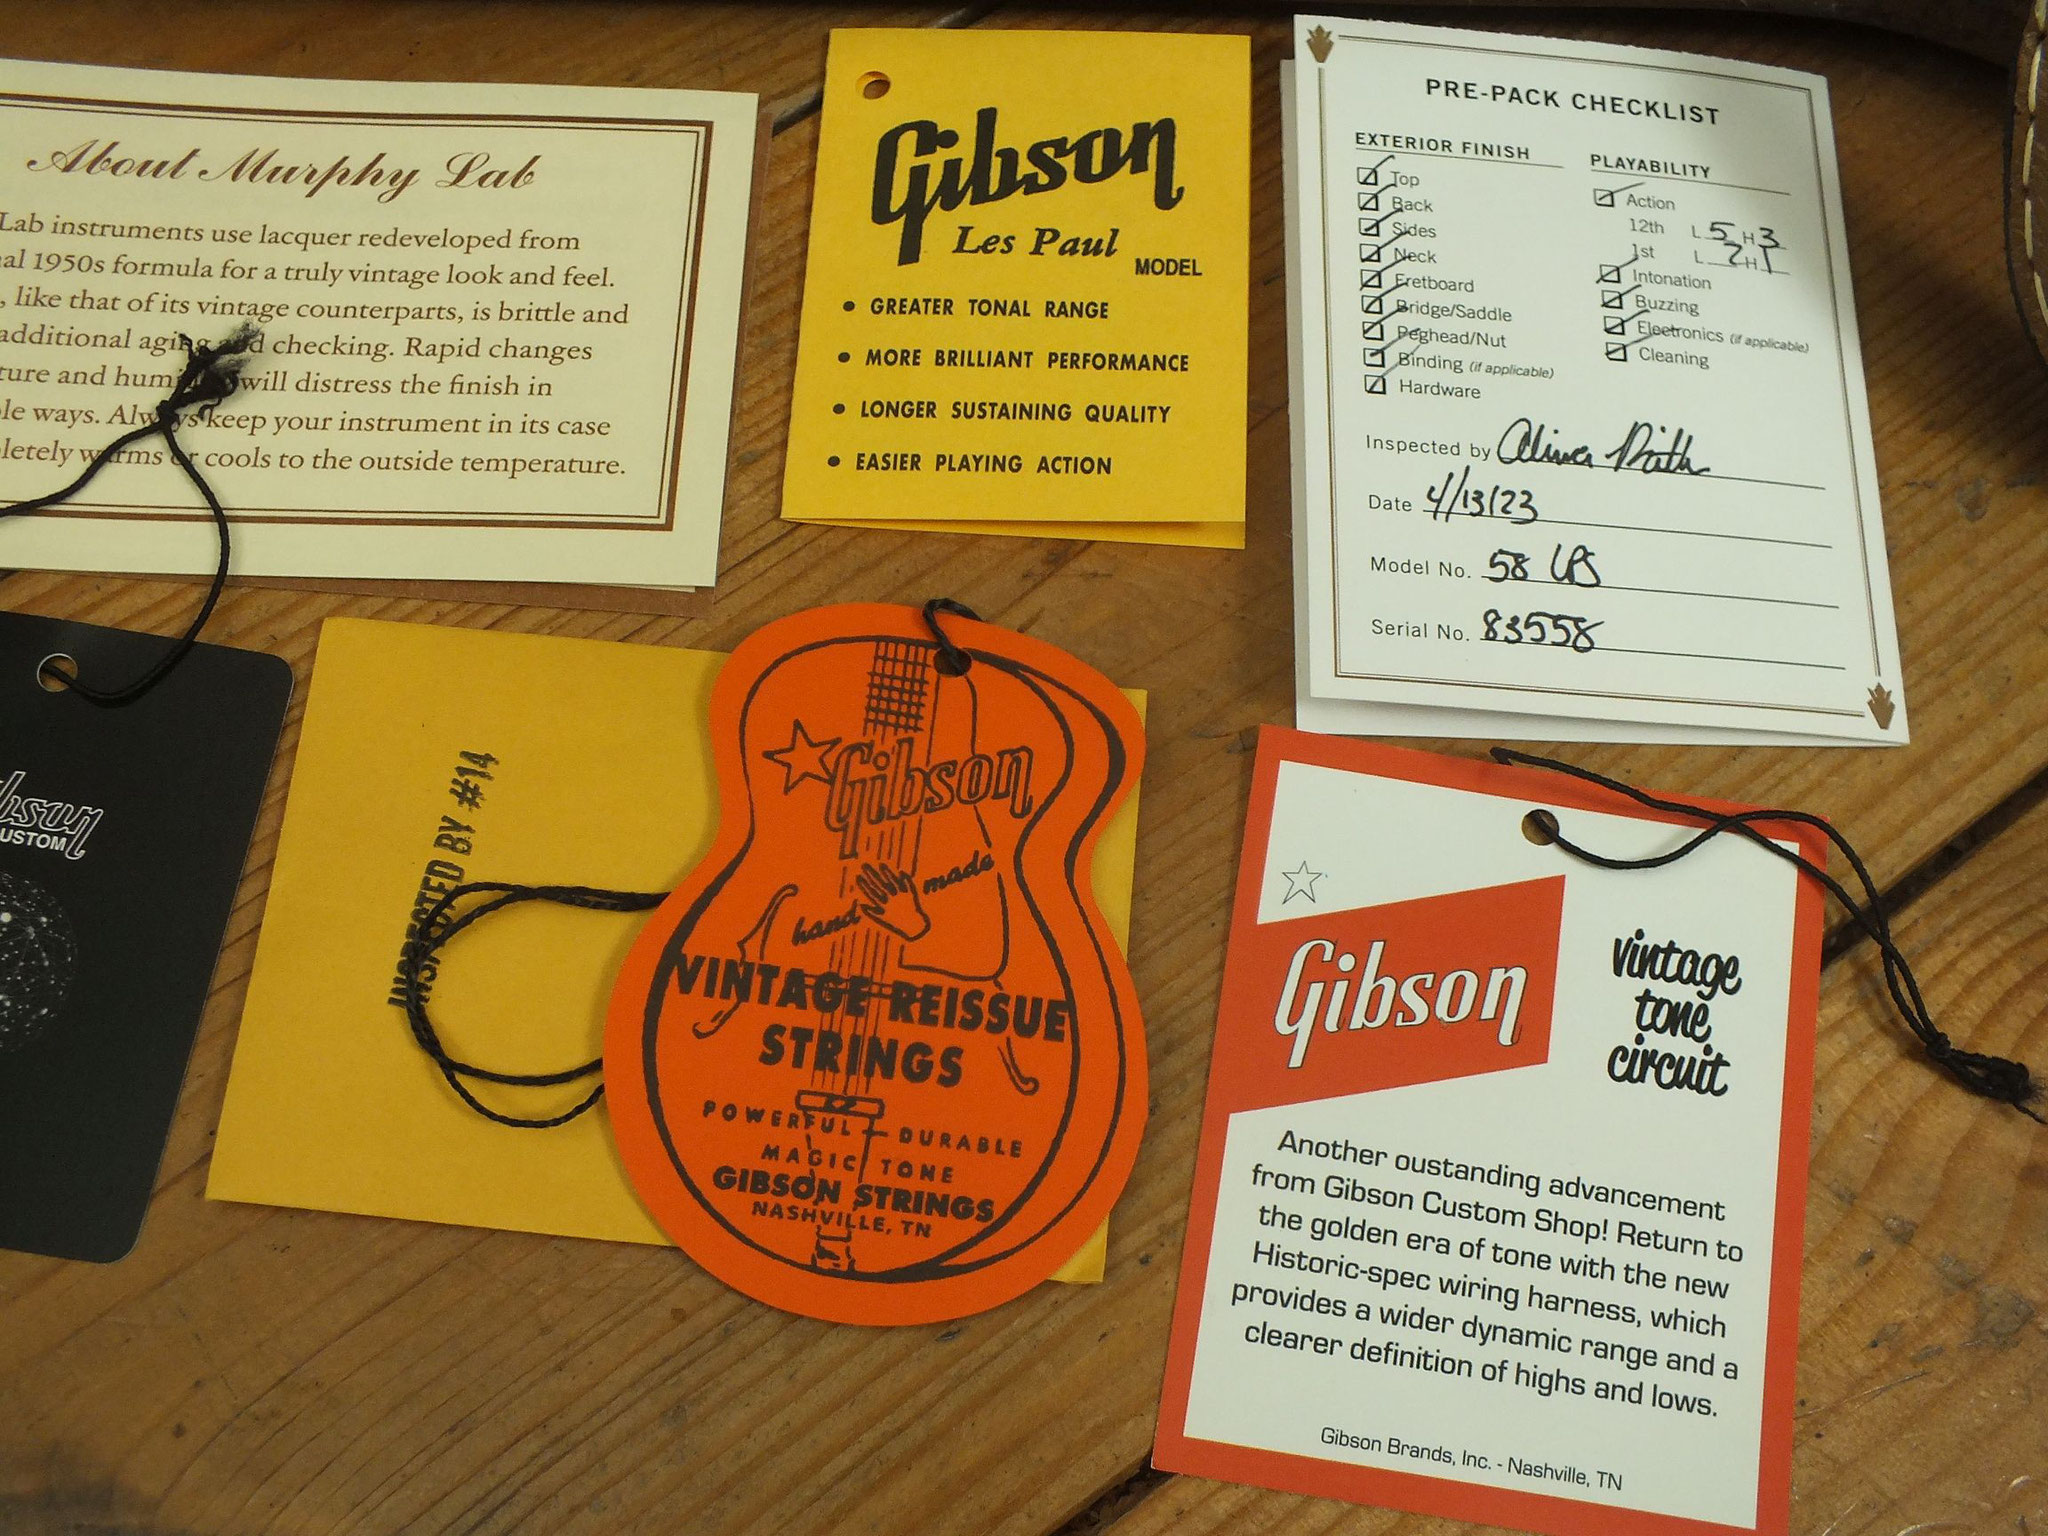 About Murphy Lab
Lab instruments use lacquer redeveloped from
1950s formula for a truly vintage look and feel.
, like that of its vintage counterparts, is brittle and
additional aging and checking. Rapid changes
and humi will distress the finish in
ways. Always keep your instrument in its case
warms or cools to the outside temperature.
Gibson
Les Paul
MODEL
• GREATER TONAL RANGE
• MORE BRILLIANT PERFORMANCE
• LONGER SUSTAINING QUALITY
• EASIER PLAYING ACTION
PRE-PACK CHECKLIST
EXTERIOR FINISH
Top
Back
Sides
Neck
Fretboard
Bridge/Saddle
Peghead/Nut
Binding (if applicable)
Hardware
PLAYABILITY
Action
12th L 5 H 3
1st L 2 H 1
Intonation
Buzzing
Electronics (if applicable)
Cleaning
Inspected by Oliver
Date 4/13/23
Model No. 58 LPS
Serial No. 83558
CUSTOM
INSPECTED BY #14
Gibson
hand made
VINTAGE REISSUE
STRINGS
POWERFUL - DURABLE
MAGIC TONE
GIBSON STRINGS
NASHVILLE, TN
Gibson
vintage
tone
circuit
Another oustanding advancement
from Gibson Custom Shop! Return to
the golden era of tone with the new
Historic-spec wiring harness, which
provides a wider dynamic range and a
clearer definition of highs and lows.
Gibson Brands, Inc. - Nashville, TN